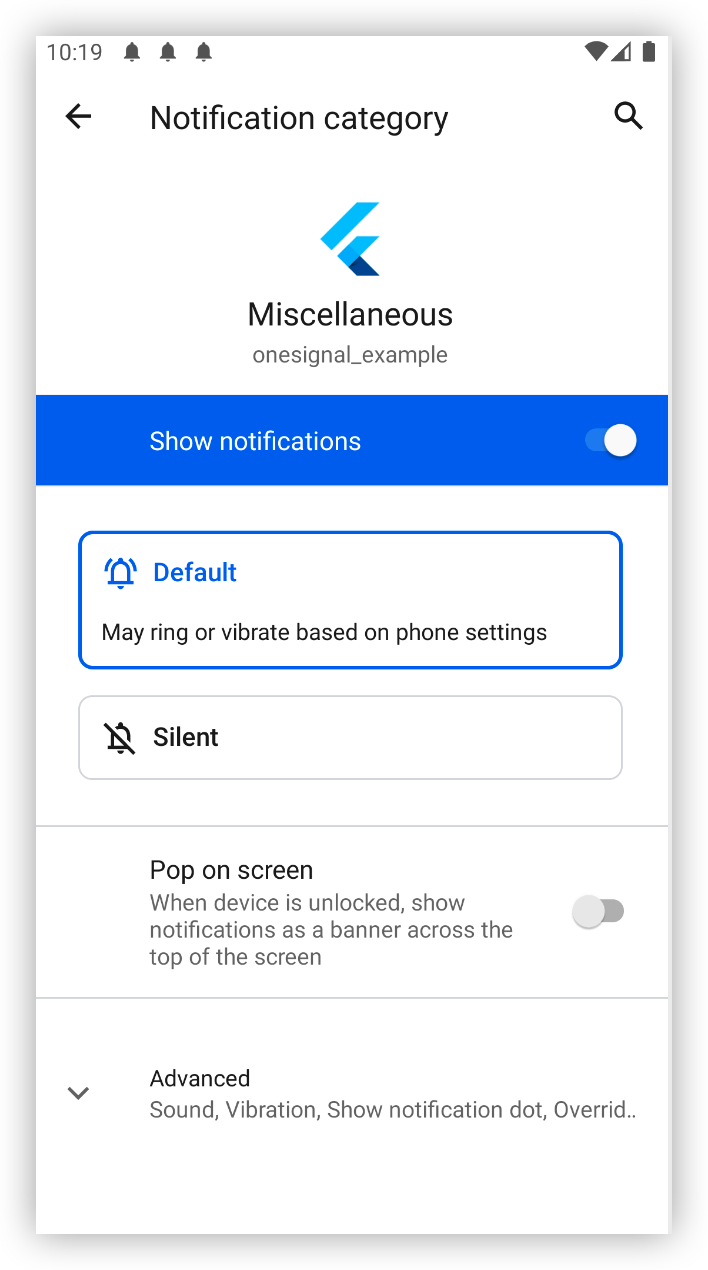 10:19
Notification category
Miscellaneous
onesignal_example
Show notifications
Default
May ring or vibrate based on phone settings
Silent
Pop on screen
When device is unlocked, show
notifications as a banner across the
top of the screen
Advanced
Sound, Vibration, Show notification dot, Overrid..